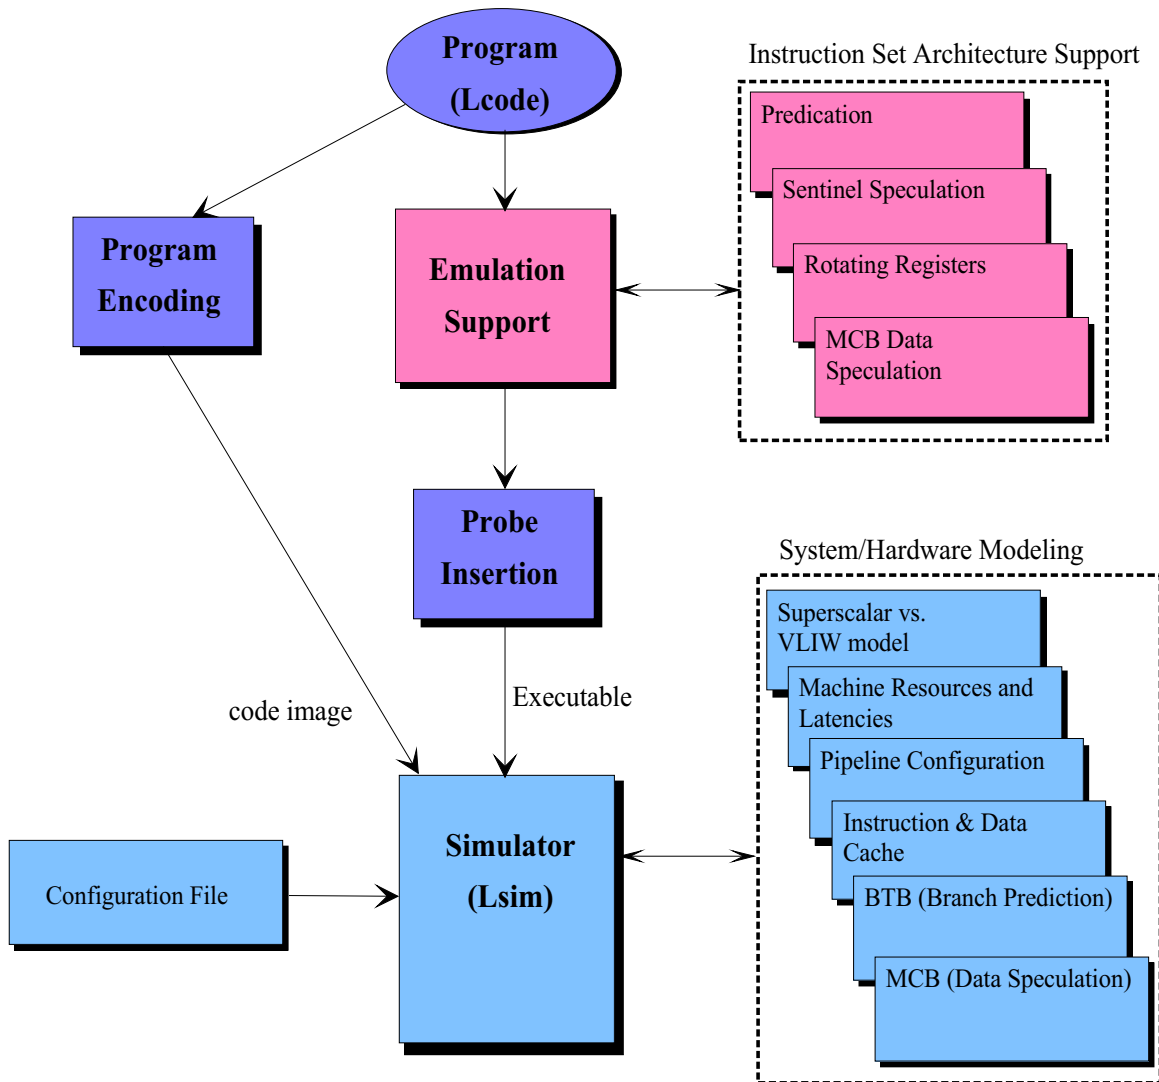 Program
(Lcode)
Instruction Set Architecture Support
Predication
Sentinel Speculation
Rotating Registers
MCB Data
Speculation
Program
Encoding
Emulation
Support
Probe
Insertion
code image
Executable
System/Hardware Modeling
Superscalar vs.
VLIW model
Machine Resources and
Latencies
Pipeline Configuration
Instruction & Data
Cache
BTB (Branch Prediction)
MCB (Data Speculation)
Simulator
(Lsim)
Configuration File